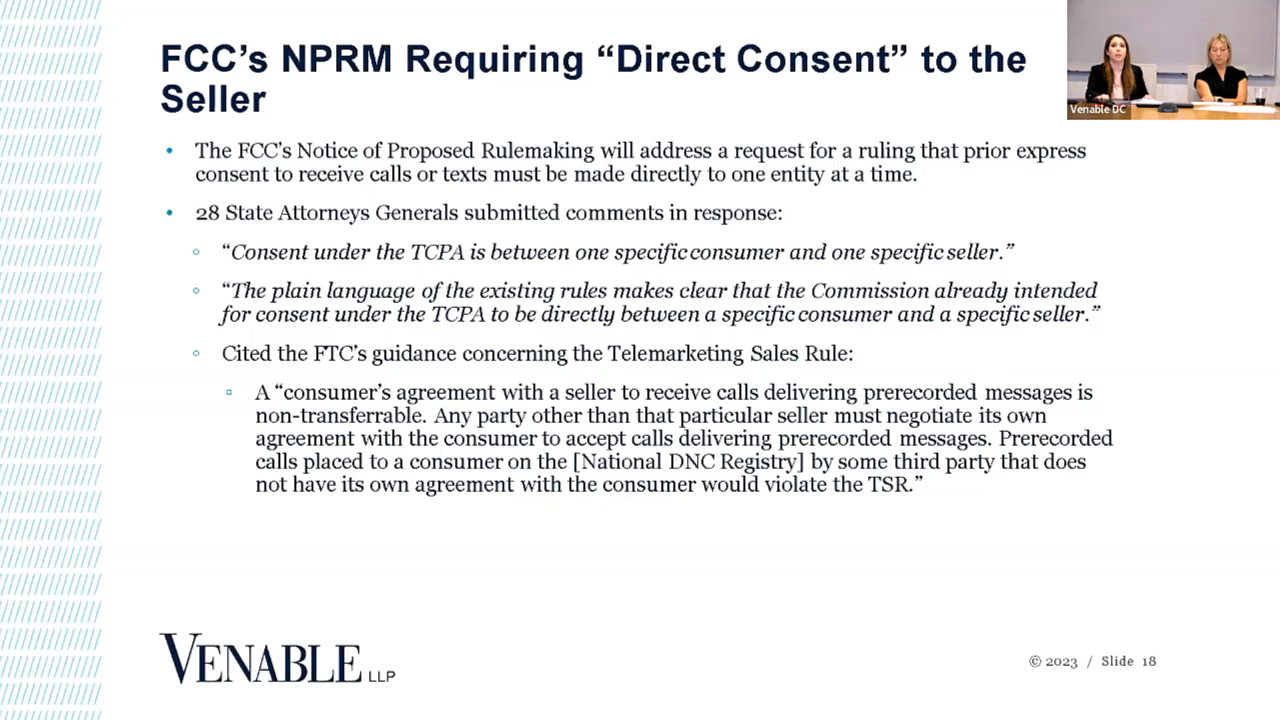 FCC’s NPRM Requiring “Direct Consent” to the
Seller
Venable DC
• The FCC’s Notice of Proposed Rulemaking will address a request for a ruling that prior express
consent to receive calls or texts must be made directly to one entity at a time.
• 28 State Attorneys Generals submitted comments in response:
◦ “Consent under the TCPA is between one specific consumer and one specific seller.”
◦ “The plain language of the existing rules makes clear that the Commission already intended
for consent under the TCPA to be directly between a specific consumer and a specific seller.”
◦ Cited the FTC’s guidance concerning the Telemarketing Sales Rule:
▫ A “consumer’s agreement with a seller to receive calls delivering prerecorded messages is
non-transferrable. Any party other than that particular seller must negotiate its own
agreement with the consumer to accept calls delivering prerecorded messages. Prerecorded
calls placed to a consumer on the [National DNC Registry] by some third party that does
not have its own agreement with the consumer would violate the TSR.”
VENABLE LLP
© 2023 / Slide 18